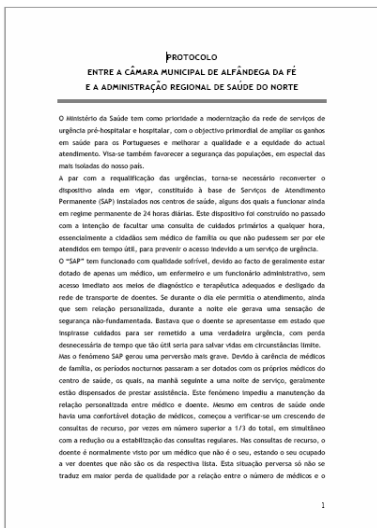 PROTOCOLO
ENTRE A CÂMARA MUNICIPAL DE ALFÂNDEGA DA FÉ
E A ADMINISTRAÇÃO REGIONAL DE SAÚDE DO NORTE
O Ministério da Saúde tem como prioridade a modernização da rede de serviços de
urgência pré-hospitalar e hospitalar, com o objectivo primordial de ampliar os ganhos
em saúde para os Portugueses e melhorar a qualidade e a equidade do actual
atendimento. Visa-se também favorecer a segurança das populações, em especial das
mais isoladas do nosso país.
A par com a requalificação das urgências, torna-se necessário reconverter o
dispositivo ainda em vigor, constituído à base de Serviços de Atendimento
Permanente (SAP) instalados nos centros de saúde, alguns dos quais a funcionar ainda
em regime permanente de 24 horas diárias. Este dispositivo foi construído no passado
com a intenção de facultar uma consulta de cuidados primários a qualquer hora,
essencialmente a cidadãos sem médico de família ou que não pudessem ser por ele
atendidos em tempo útil, para prevenir o acesso indevido a um serviço de urgência.
O "SAP" tem funcionado com qualidade sofrível, devido ao facto de geralmente estar
dotado de apenas um médico, um enfermeiro e um funcionário administrativo, sem
acesso imediato aos meios de diagnóstico e terapêutica adequados e desligado da
rede de transporte de doentes. Se durante o dia ele permitia o atendimento, ainda
que sem relação personalizada, durante a noite ele gerava uma sensação de
segurança não-fundamentada. Bastava que o doente se apresentasse em estado que
inspirasse cuidados para ser remetido a uma verdadeira urgência, com perda
desnecessária de tempo que tão útil seria para salvar vidas em circunstâncias limite.
Mas o fenómeno SAP gerou uma perversão mais grave. Devido à carência de médicos
de família, os períodos nocturnos passaram a ser dotados com os próprios médicos do
centro de saúde, os quais, na manhã seguinte a uma noite de serviço, geralmente
estão dispensados de prestar assistência. Este fenómeno impediu a manutenção da
relação personalizada entre médico e doente. Mesmo em centros de saúde onde
havia uma confortável dotação de médicos, começou a verificar-se um crescendo de
consultas de recurso, por vezes em número superior a 1/3 do total, em simultâneo
com a redução ou a estabilização das consultas regulares. Nas consultas de recurso, o
doente é normalmente visto por um médico que não é o seu, estando o seu ocupado
a ver doentes que não são os da respectiva lista. Esta situação perversa só não se
traduz em maior perda de qualidade por a relação entre o número de médicos e o
1